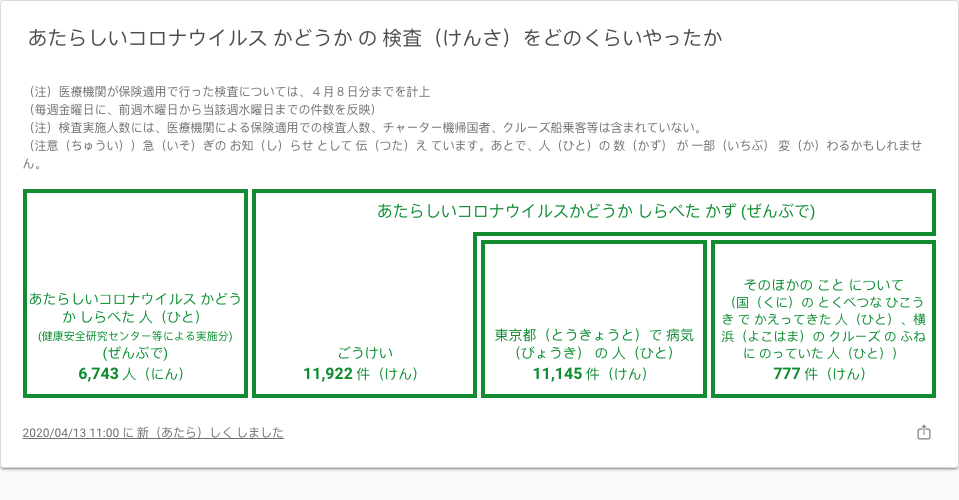 あたらしいコロナウイルス かどうか の 検査（けんさ）をどのくらいやったか
（注）医療機関が保険適用で行った検査については、４月８日分までを計上
（毎週金曜日に、前週木曜日から当該週水曜日までの件数を反映）
（注）検査実施人数には、医療機関による保険適用での検査人数、チャーター機帰国者、クルーズ船乗客等は含まれていない。
（注意（ちゅうい））急（いそ）ぎの お知（し）らせ として 伝（つた）え ています。あとで、人（ひと）の 数（かず） が 一部（いちぶ） 変（か）わるかもしれませ
ん。
あたらしいコロナウイルスかどうか しらべた かず (ぜんぶで)
あたらしいコロナウイルス かどう
か しらべた 人（ひと）
(健康安全研究センター等による実施分)
(ぜんぶで)
6,743 人（にん）
ごうけい
11,922 件（けん）
東京都（とうきょうと）で 病気
（びょうき） の 人（ひと）
11,145 件（けん）
そのほかの こと について
（国（くに）の とくべつな ひこう
き で かえってきた 人（ひと）、横
浜（よこはま）の クルーズ の ふね
に のっていた 人（ひと））
777 件（けん）
2020/04/13 11:00 に 新（あたら）しく しました